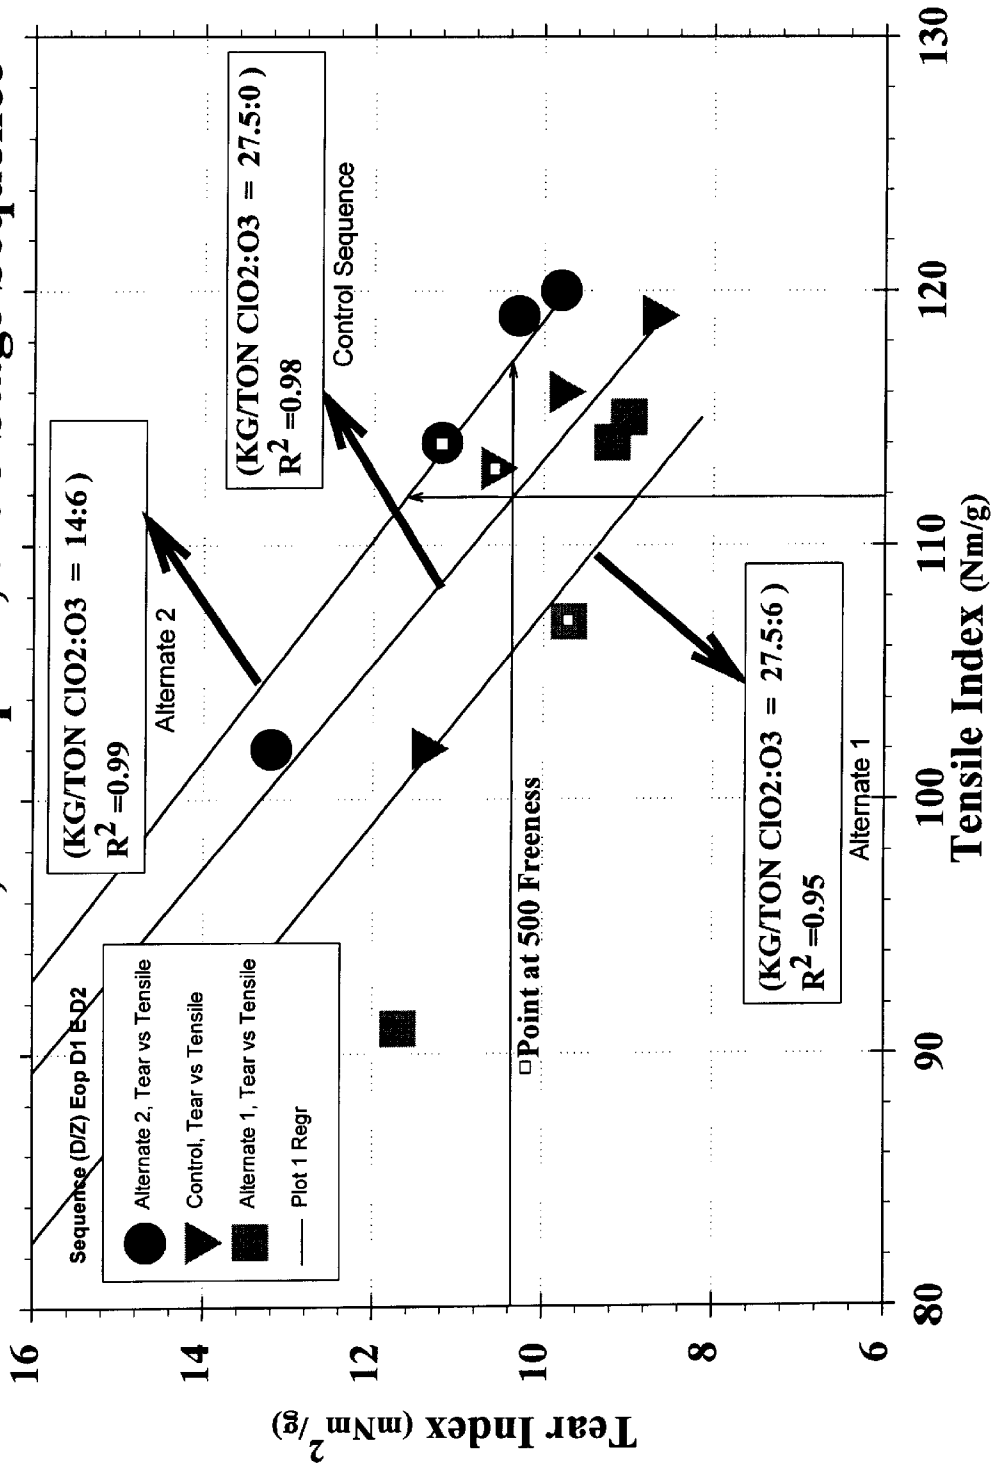 16
14
12
10
8
6
Tear Index (mNm2/g)
80
90
100
110
120
130
Tensile Index (Nm/g)
Sequence (D/Z) Eop D1 E D2
Alternate 2, Tear vs Tensile
Control, Tear vs Tensile
Alternate 1, Tear vs Tensile
Plot 1 Regr
(KG/TON ClO2:O3 = 14:6 )
R2 =0.99
Alternate 2
(KG/TON ClO2:O3 = 27.5:0 )
R2 =0.98
Control Sequence
Point at 500 Freeness
(KG/TON ClO2:O3 = 27.5:6 )
R2 =0.95
Alternate 1